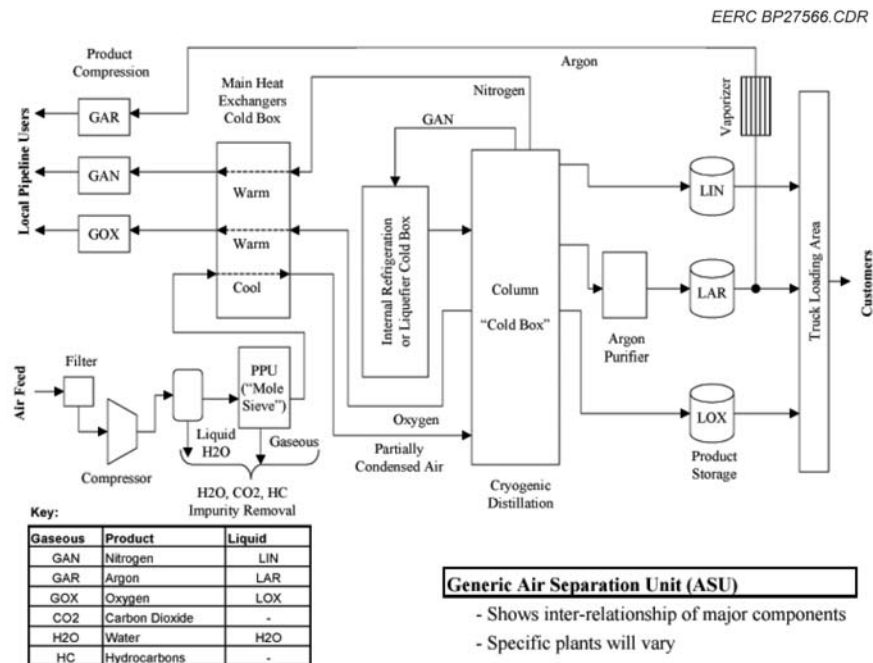 EERC BP27566.CDR
Product
Compression
Argon
Main Heat
Exchangers
Cold Box
Nitrogen
Vaporizer
GAR
GAN
Local Pipeline Users
GAN
Warm
LIN
GOX
Warm
Internal Refrigeration
or Liquefier Cold Box
Cool
Column
"Cold Box"
LAR
Argon
Purifier
Truck Loading Area
Customers
Air Feed
Filter
PPU
("Mole
Sieve")
Oxygen
LOX
Liquid
H2O
Gaseous
Partially
Condensed Air
Product
Storage
Compressor
H2O, CO2, HC
Impurity Removal
Cryogenic
Distillation
Key:
Gaseous Product Liquid
GAN Nitrogen LIN
GAR Argon LAR
GOX Oxygen LOX
CO2 Carbon Dioxide -
H2O Water H2O
HC Hydrocarbons -
Generic Air Separation Unit (ASU)
- Shows inter-relationship of major components
- Specific plants will vary